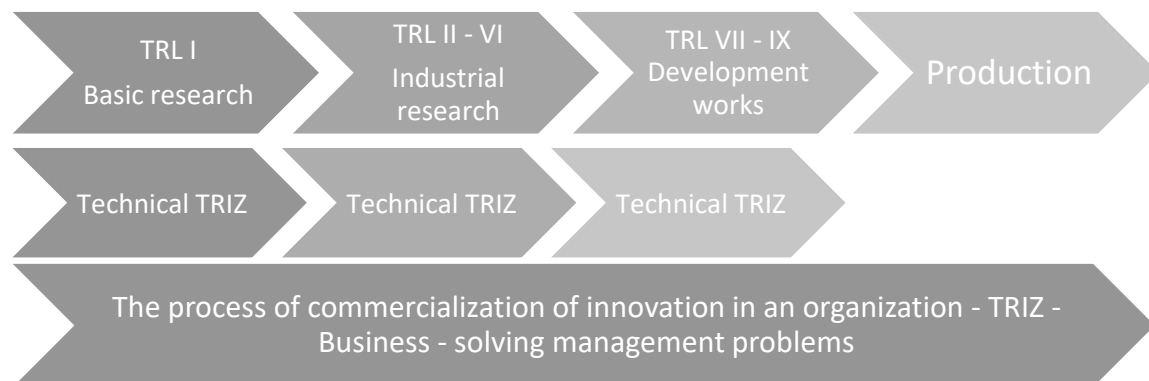 TRL I
Basic research
TRL II - VI
Industrial
research
TRL VII - IX
Development
works
Production
Technical TRIZ
Technical TRIZ
Technical TRIZ
The process of commercialization of innovation in an organization - TRIZ -
Business - solving management problems